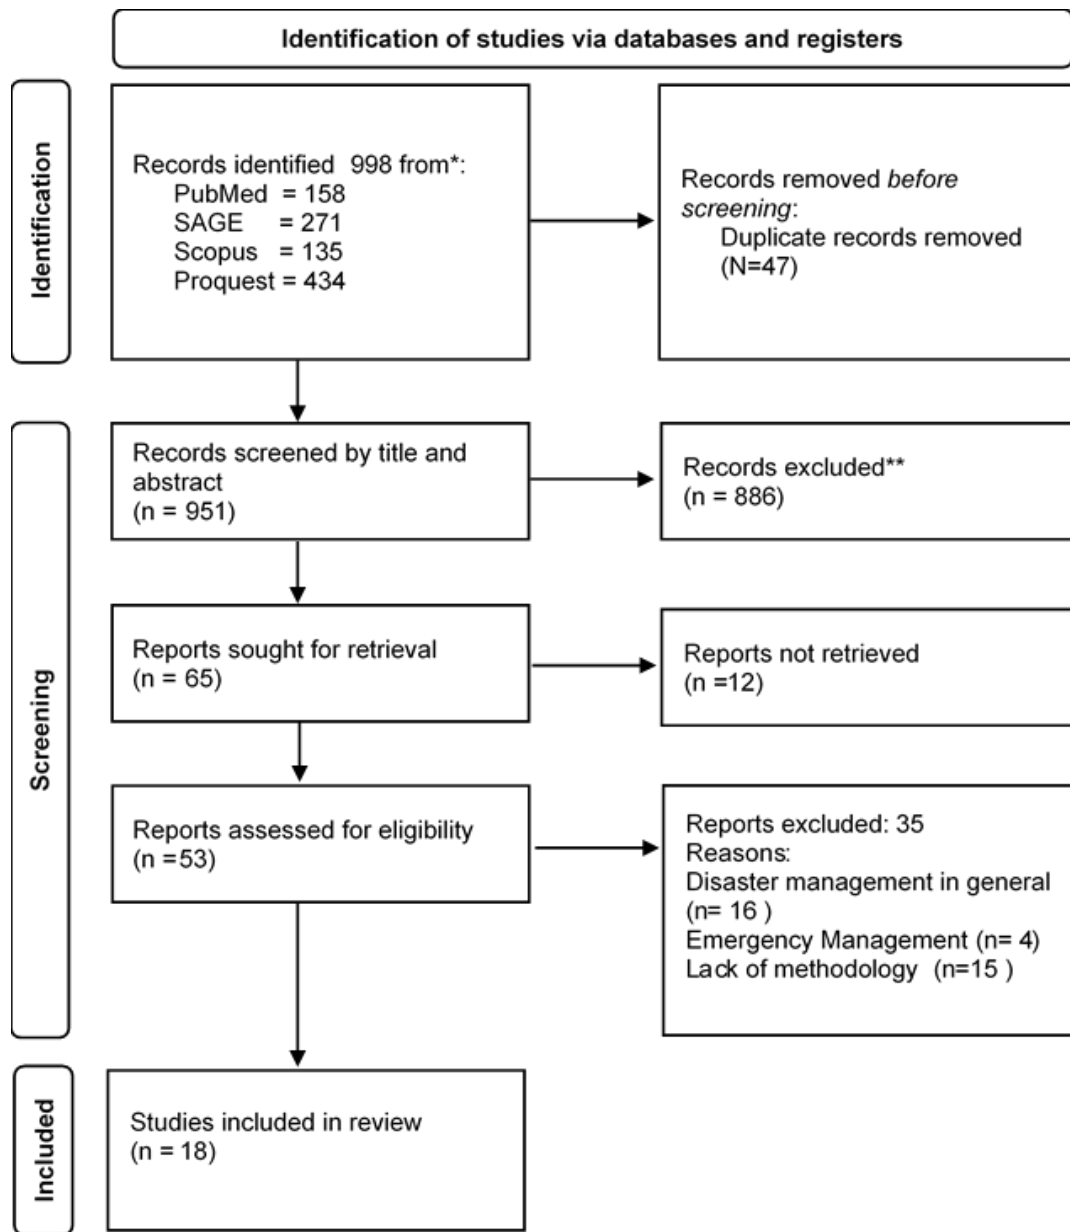 Identification of studies via databases and registers
Identification
Records identified  998 from*:
PubMed  = 158
SAGE     = 271
Scopus   = 135
Proquest = 434
Records removed before
screening:
Duplicate records removed
(N=47)
Screening
Records screened by title and
abstract
(n = 951)
Records excluded**
(n = 886)
Reports sought for retrieval
(n = 65)
Reports not retrieved
(n =12)
Reports assessed for eligibility
(n =53)
Reports excluded: 35
Reasons:
Disaster management in general
(n= 16 )
Emergency Management (n= 4)
Lack of methodology  (n=15 )
Included
Studies included in review
(n = 18)